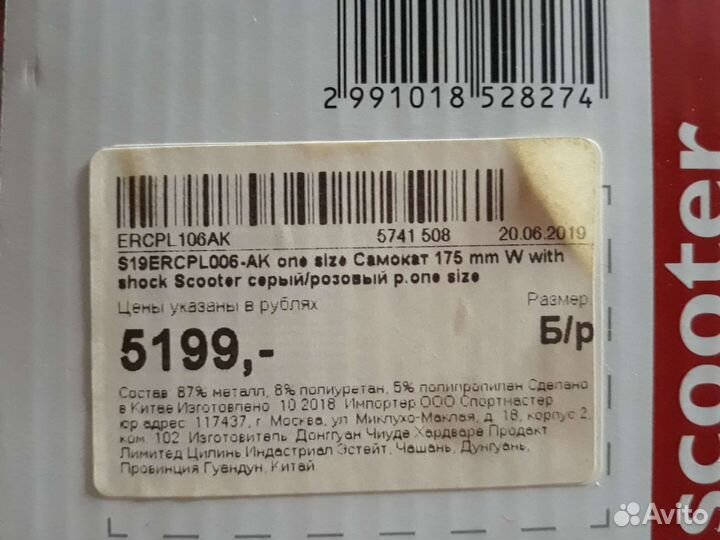 2991018 528274
ERCPL106AK 5741 508 20.06.2019
S19ERCPL006-AK one size Самокат 175 mm W with
shock Scooter серый/розовый р.one size
Цены указаны в рублях Размер
5199,- Б/р
Состав 87% металл, 8% полиуретан, 5% полипропилен Сделано
в Китае Изготовлено 10.2018 Импортер ООО Спортмастер
юр адрес 117437, г Москва, ул Миклухо-Маклая, д 18, корпус 2,
ком 102 Изготовитель Донггуан Чиуде Хардваре Продакт
Лимитед Цилинь Индастриал Эстейт, Чашань, Дунгуань,
Провинция Гуандун, Китай
scooter
Avito